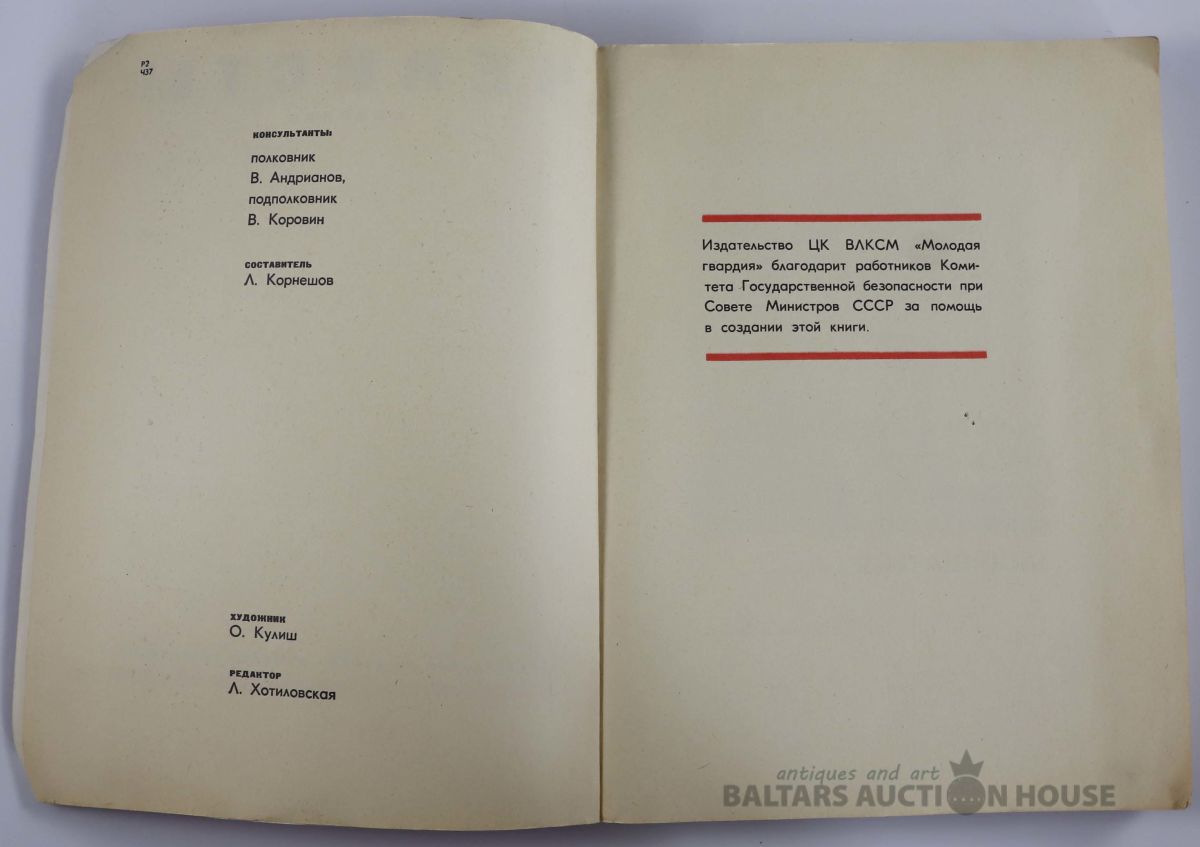 Р2
Ч37
КОНСУЛЬТАНТЫ:
полковник
В. Андрианов,
подполковник
В. Коровин
СОСТАВИТЕЛЬ
Л. Корнешов
ХУДОЖНИК
О. Кулиш
РЕДАКТОР
Л. Хотиловская
Издательство ЦК ВЛКСМ «Молодая
гвардия» благодарит работников Коми-
тета Государственной безопасности при
Совете Министров СССР за помощь
в создании этой книги.
antiques and art
BALTARS AUCTION HOUSE